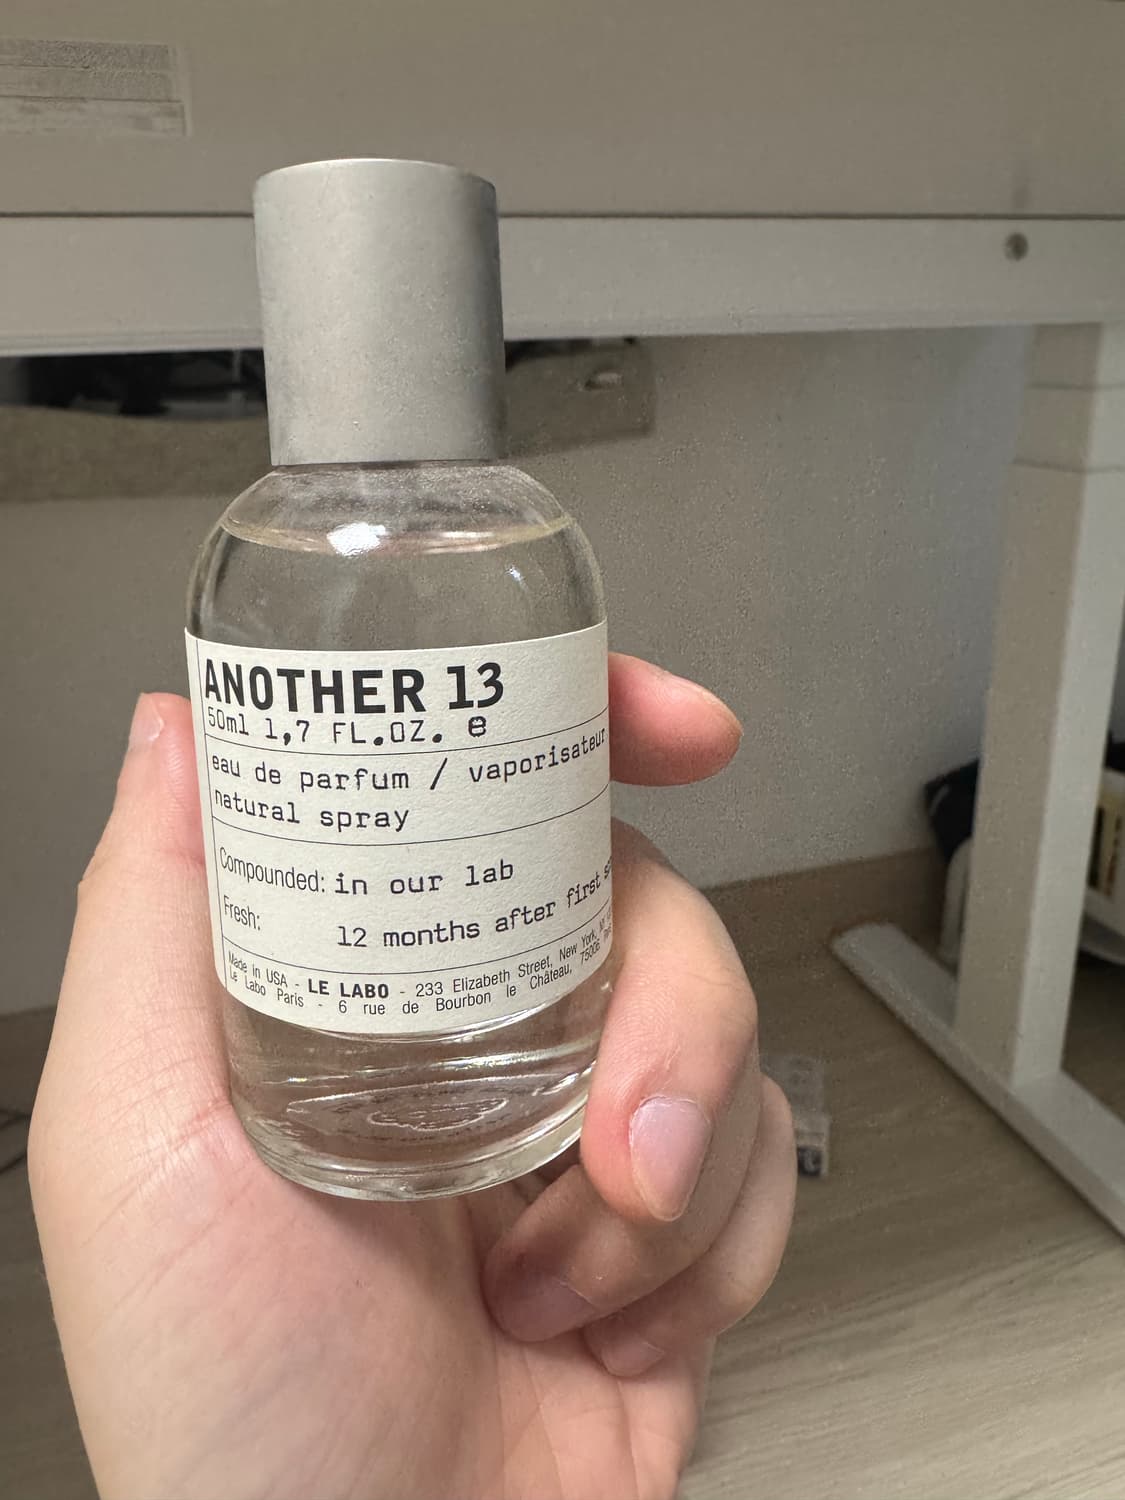 ANOTHER 13
50ml 1,7 FL.OZ. e
eau de parfum / vaporisateur
natural spray
Compounded: in our lab
Fresh: 12 months after first
Made in USA - LE LABO - 233 Elizabeth Street, New York,
Le Labo Paris - 6 rue de Bourbon le Château, 75006